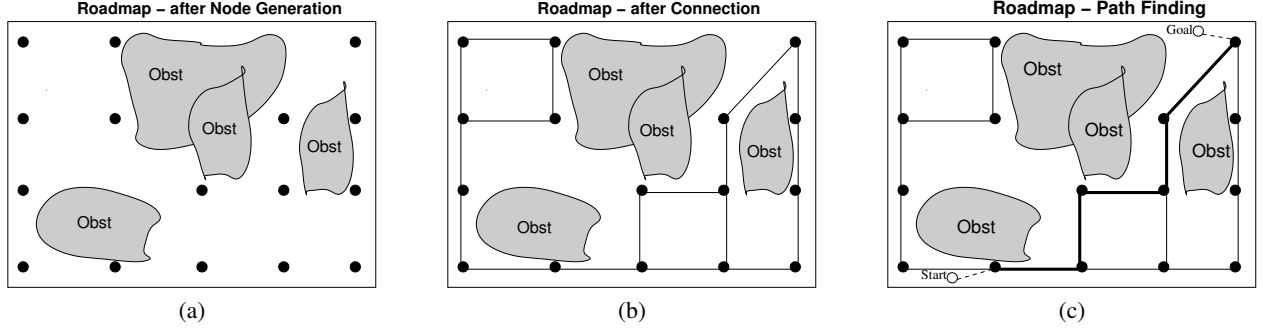 Roadmap – after Node Generation
Obst
Obst
Obst
Obst
(a)
Roadmap – after Connection
Obst
Obst
Obst
Obst
(b)
Roadmap – Path Finding
Goal
Obst
Obst
Obst
Obst
Start
(c)